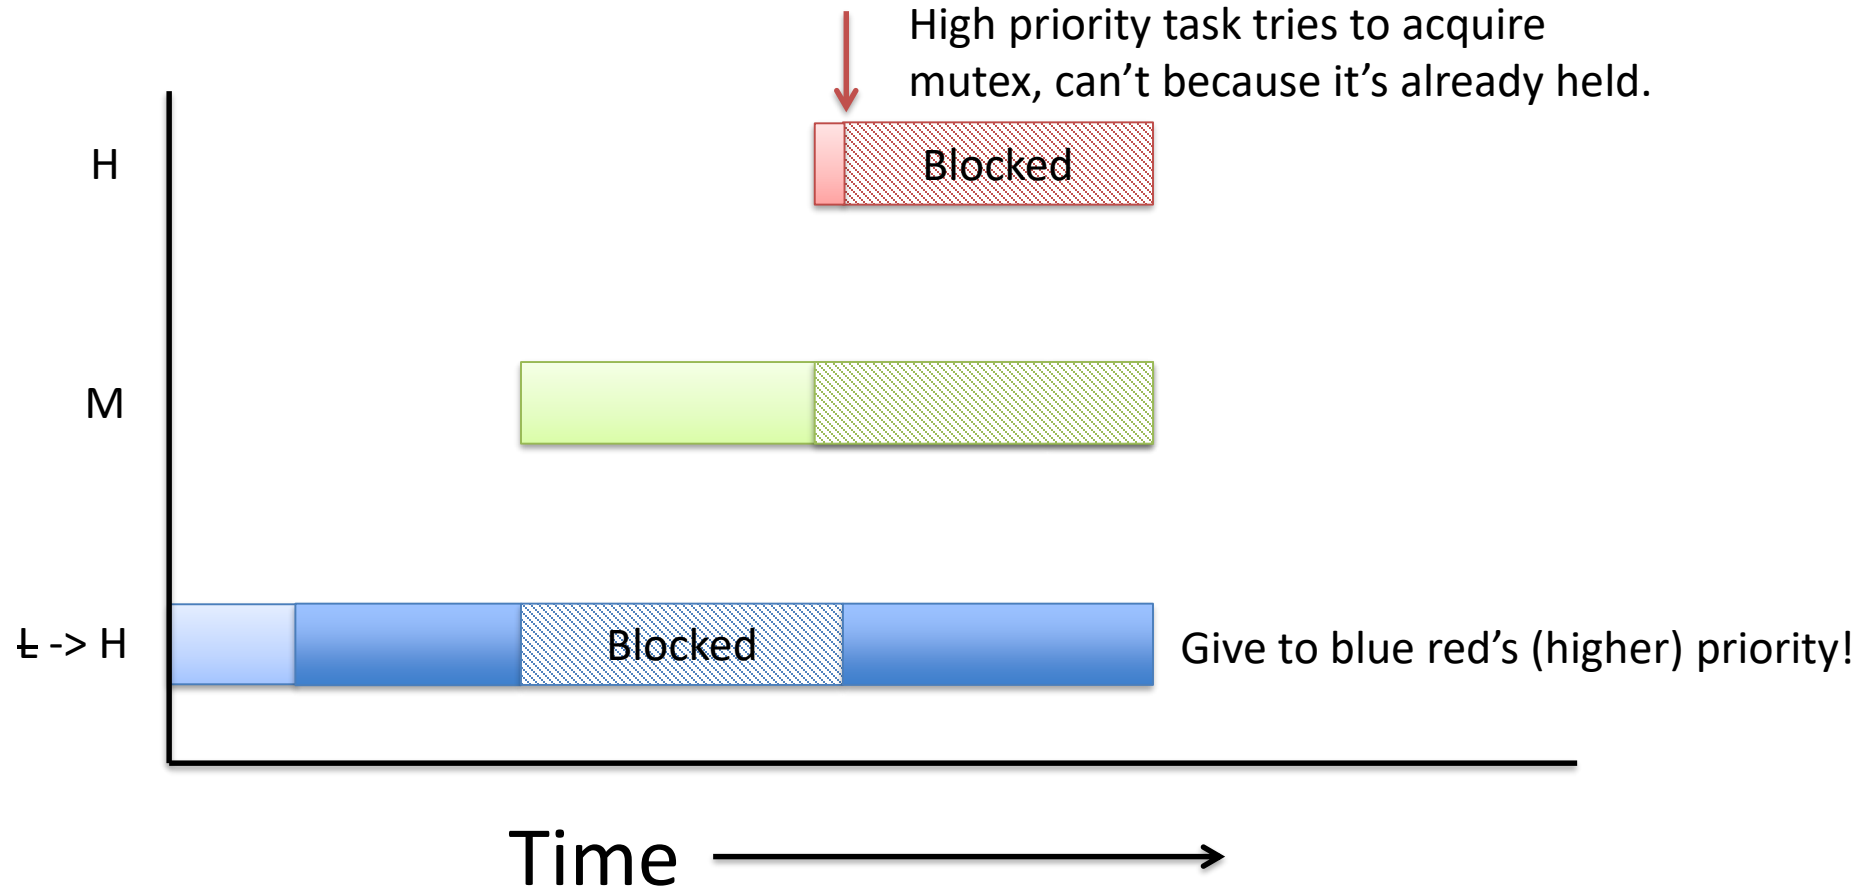 High priority task tries to acquire
mutex, can’t because it’s already held.
H
Blocked
M
L -> H
Blocked
Give to blue red’s (higher) priority!
Time